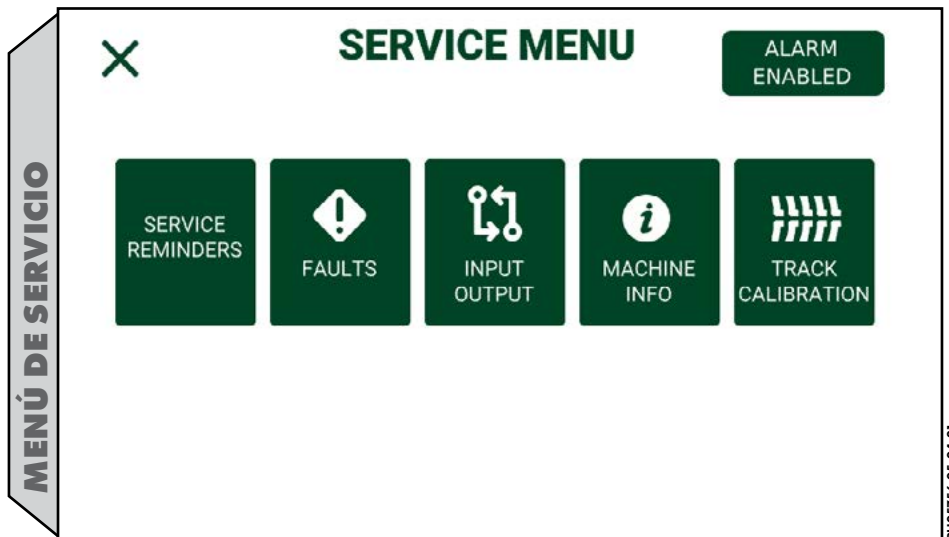 MENÚ DE SERVICIO
SERVICE MENU
ALARM
ENABLED
SERVICE
REMINDERS
FAULTS
INPUT
OUTPUT
MACHINE
INFO
TRACK
CALIBRATION